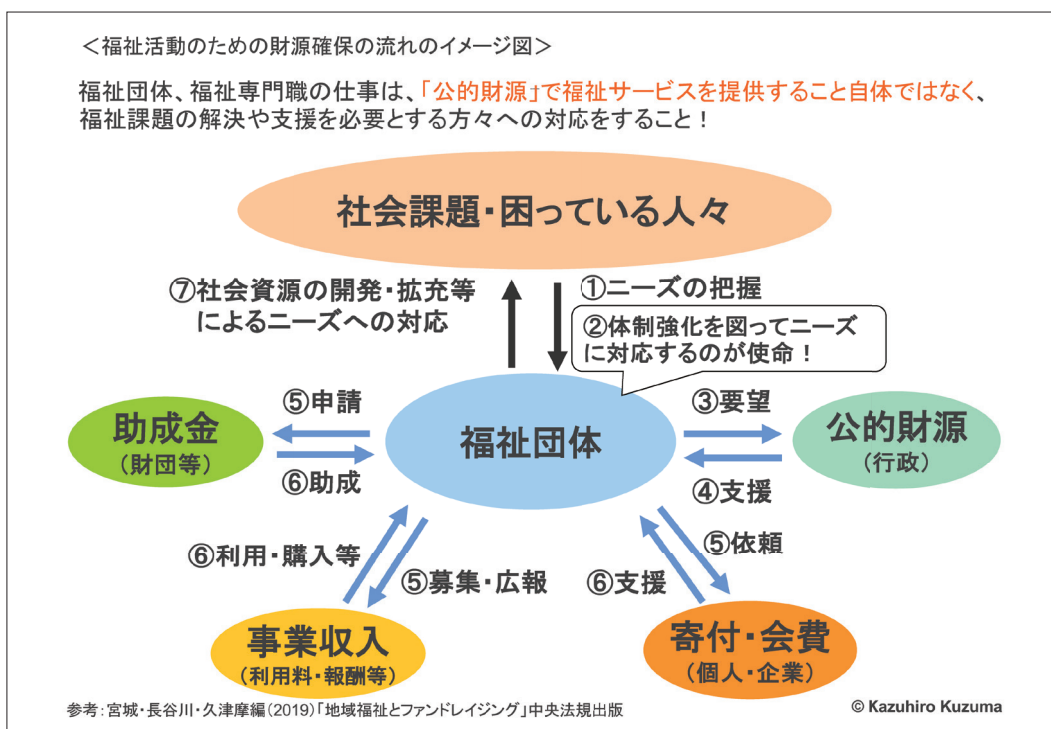 ＜福祉活動のための財源確保の流れのイメージ図＞
福祉団体、福祉専門職の仕事は、「公的財源」で福祉サービスを提供すること自体ではなく、
福祉課題の解決や支援を必要とする方々への対応をすること！
社会課題・困っている人々
⑦社会資源の開発・拡充等
によるニーズへの対応
①ニーズの把握
②体制強化を図ってニーズ
に対応するのが使命！
助成金
（財団等）
⑤申請
⑥助成
福祉団体
③要望
④支援
公的財源
（行政）
⑥利用・購入等
⑤募集・広報
⑤依頼
⑥支援
事業収入
（利用料・報酬等）
寄付・会費
（個人・企業）
参考：宮城・長谷川・久津摩編（2019）「地域福祉とファンドレイジング」中央法規出版
© Kazuhiro Kuzuma